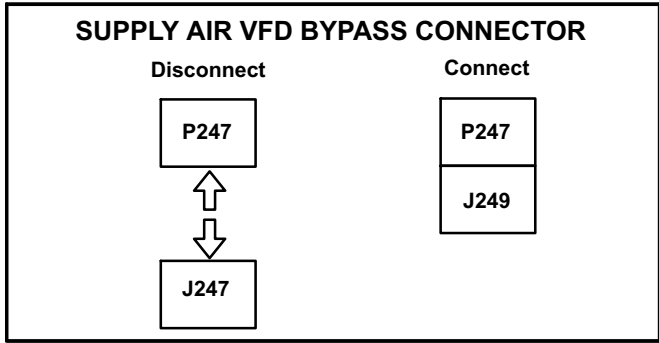 SUPPLY AIR VFD BYPASS CONNECTOR
Disconnect
P247
J247
Connect
P247
J249